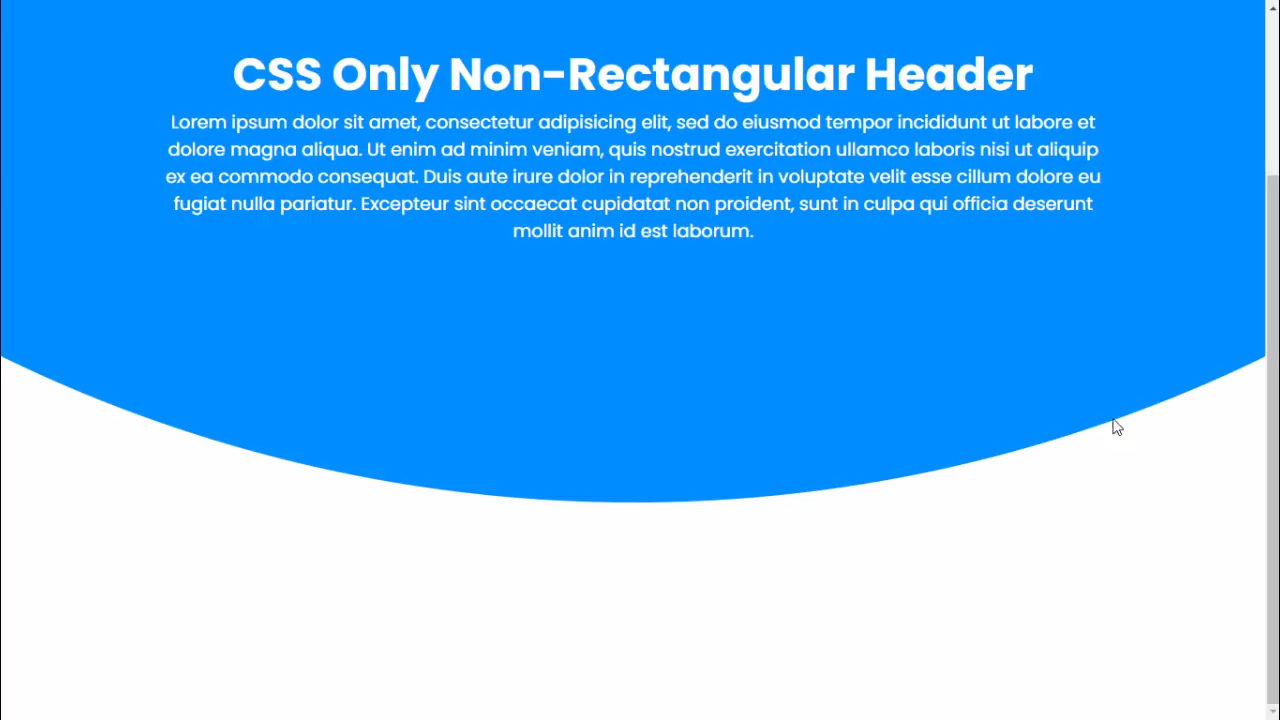 CSS Only Non-Rectangular Header
Lorem ipsum dolor sit amet, consectetur adipisicing elit, sed do eiusmod tempor incididunt ut labore et
dolore magna aliqua. Ut enim ad minim veniam, quis nostrud exercitation ullamco laboris nisi ut aliquip
ex ea commodo consequat. Duis aute irure dolor in reprehenderit in voluptate velit esse cillum dolore eu
fugiat nulla pariatur. Excepteur sint occaecat cupidatat non proident, sunt in culpa qui officia deserunt
mollit anim id est laborum.